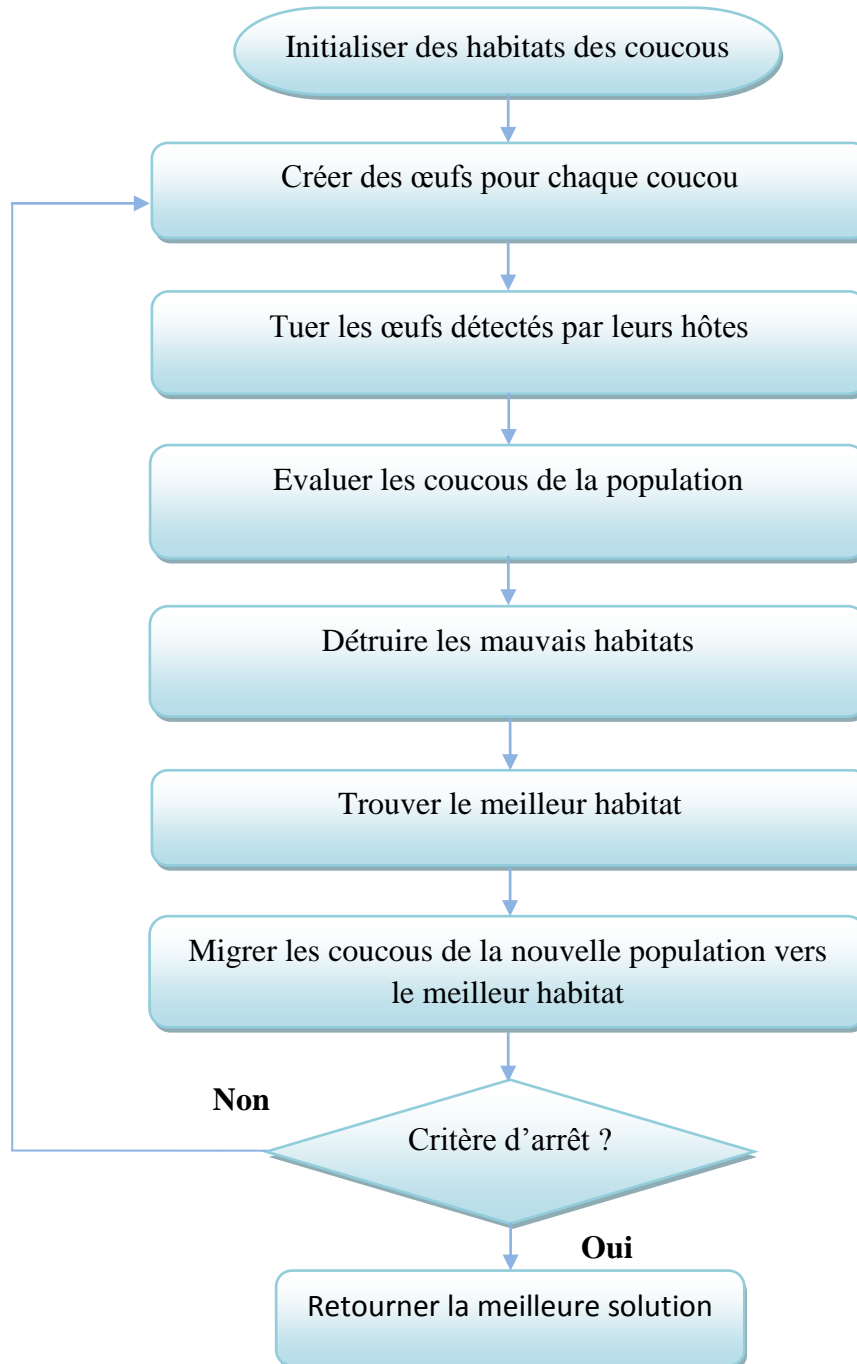 Initialiser des habitats des coucous
Créer des œufs pour chaque coucou
Tuer les œufs détectés par leurs hôtes
Evaluer les coucous de la population
Détruire les mauvais habitats
Trouver le meilleur habitat
Migrer les coucous de la nouvelle population vers
le meilleur habitat
Non
Critère d’arrêt ?
Oui
Retourner la meilleure solution